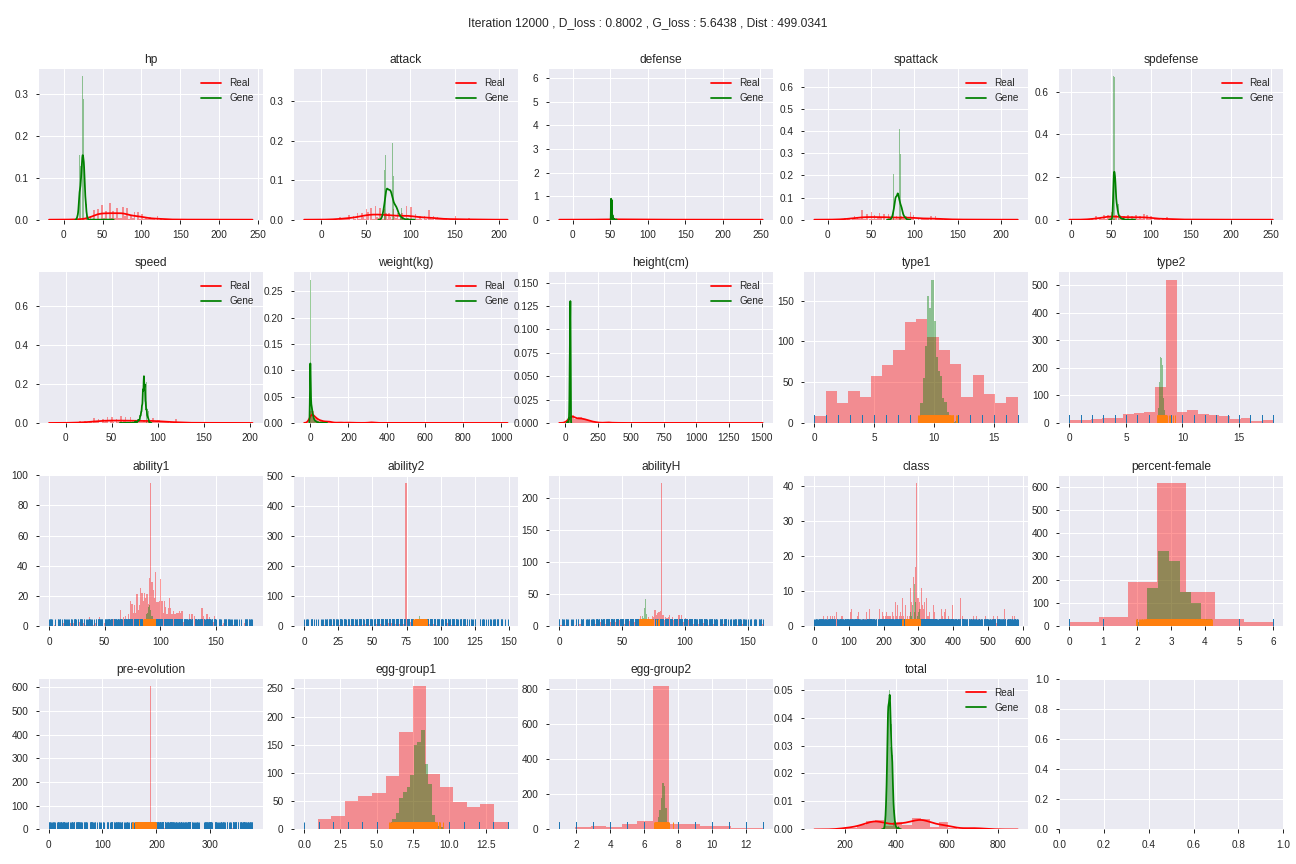 Iteration 12000 , D_loss : 0.8002 , G_loss : 5.6438 , Dist : 499.0341
hp
attack
defense
spattack
spdefense
Real
Gene
0.3
0.2
0.1
0.0
0 50 100 150 200 250
Real
Gene
0.3
0.2
0.1
0.0
0 50 100 150 200
Real
Gene
6
5
4
3
2
1
0
0 50 100 150 200 250
Real
Gene
0.6
0.5
0.4
0.3
0.2
0.1
0.0
0 50 100 150 200
Real
Gene
0.6
0.4
0.2
0.0
0 50 100 150 200 250
speed
weight(kg)
height(cm)
type1
type2
Real
Gene
0.6
0.4
0.2
0.0
0 50 100 150 200
Real
Gene
0.25
0.20
0.15
0.10
0.05
0.00
0 200 400 600 800 1000
Real
Gene
0.150
0.125
0.100
0.075
0.050
0.025
0.000
0 250 500 750 1000 1250 1500
150
100
50
0
0 5 10 15
500
400
300
200
100
0
0 5 10 15
ability1
ability2
abilityH
class
percent-female
100
80
60
40
20
0
0 50 100 150
500
400
300
200
100
0
0 25 50 75 100 125 150
200
150
100
50
0
0 50 100 150
40
30
20
10
0
0 100 200 300 400 500 600
600
500
400
300
200
100
0
0 1 2 3 4 5 6
pre-evolution
egg-group1
egg-group2
total
600
500
400
300
200
100
0
0 100 200 300
250
200
150
100
50
0
0.0 2.5 5.0 7.5 10.0 12.5
800
600
400
200
0
2 4 6 8 10 12
Real
Gene
0.05
0.04
0.03
0.02
0.01
0.00
200 400 600 800
1.0
0.8
0.6
0.4
0.2
0.0
0.0 0.2 0.4 0.6 0.8 1.0